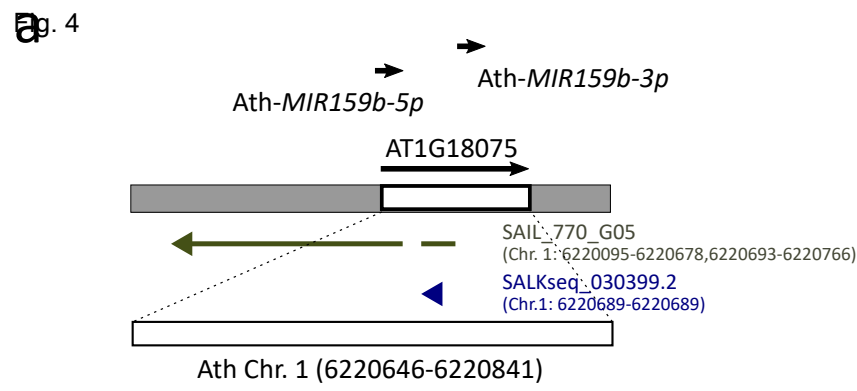 Fig. 4
a
Ath-MIR159b-3p
Ath-MIR159b-5p
AT1G18075
SAIL_770_G05
(Chr. 1: 6220095-6220678,6220693-6220766)
SALKseq_030399.2
(Chr.1: 6220689-6220689)
Ath Chr. 1 (6220646-6220841)